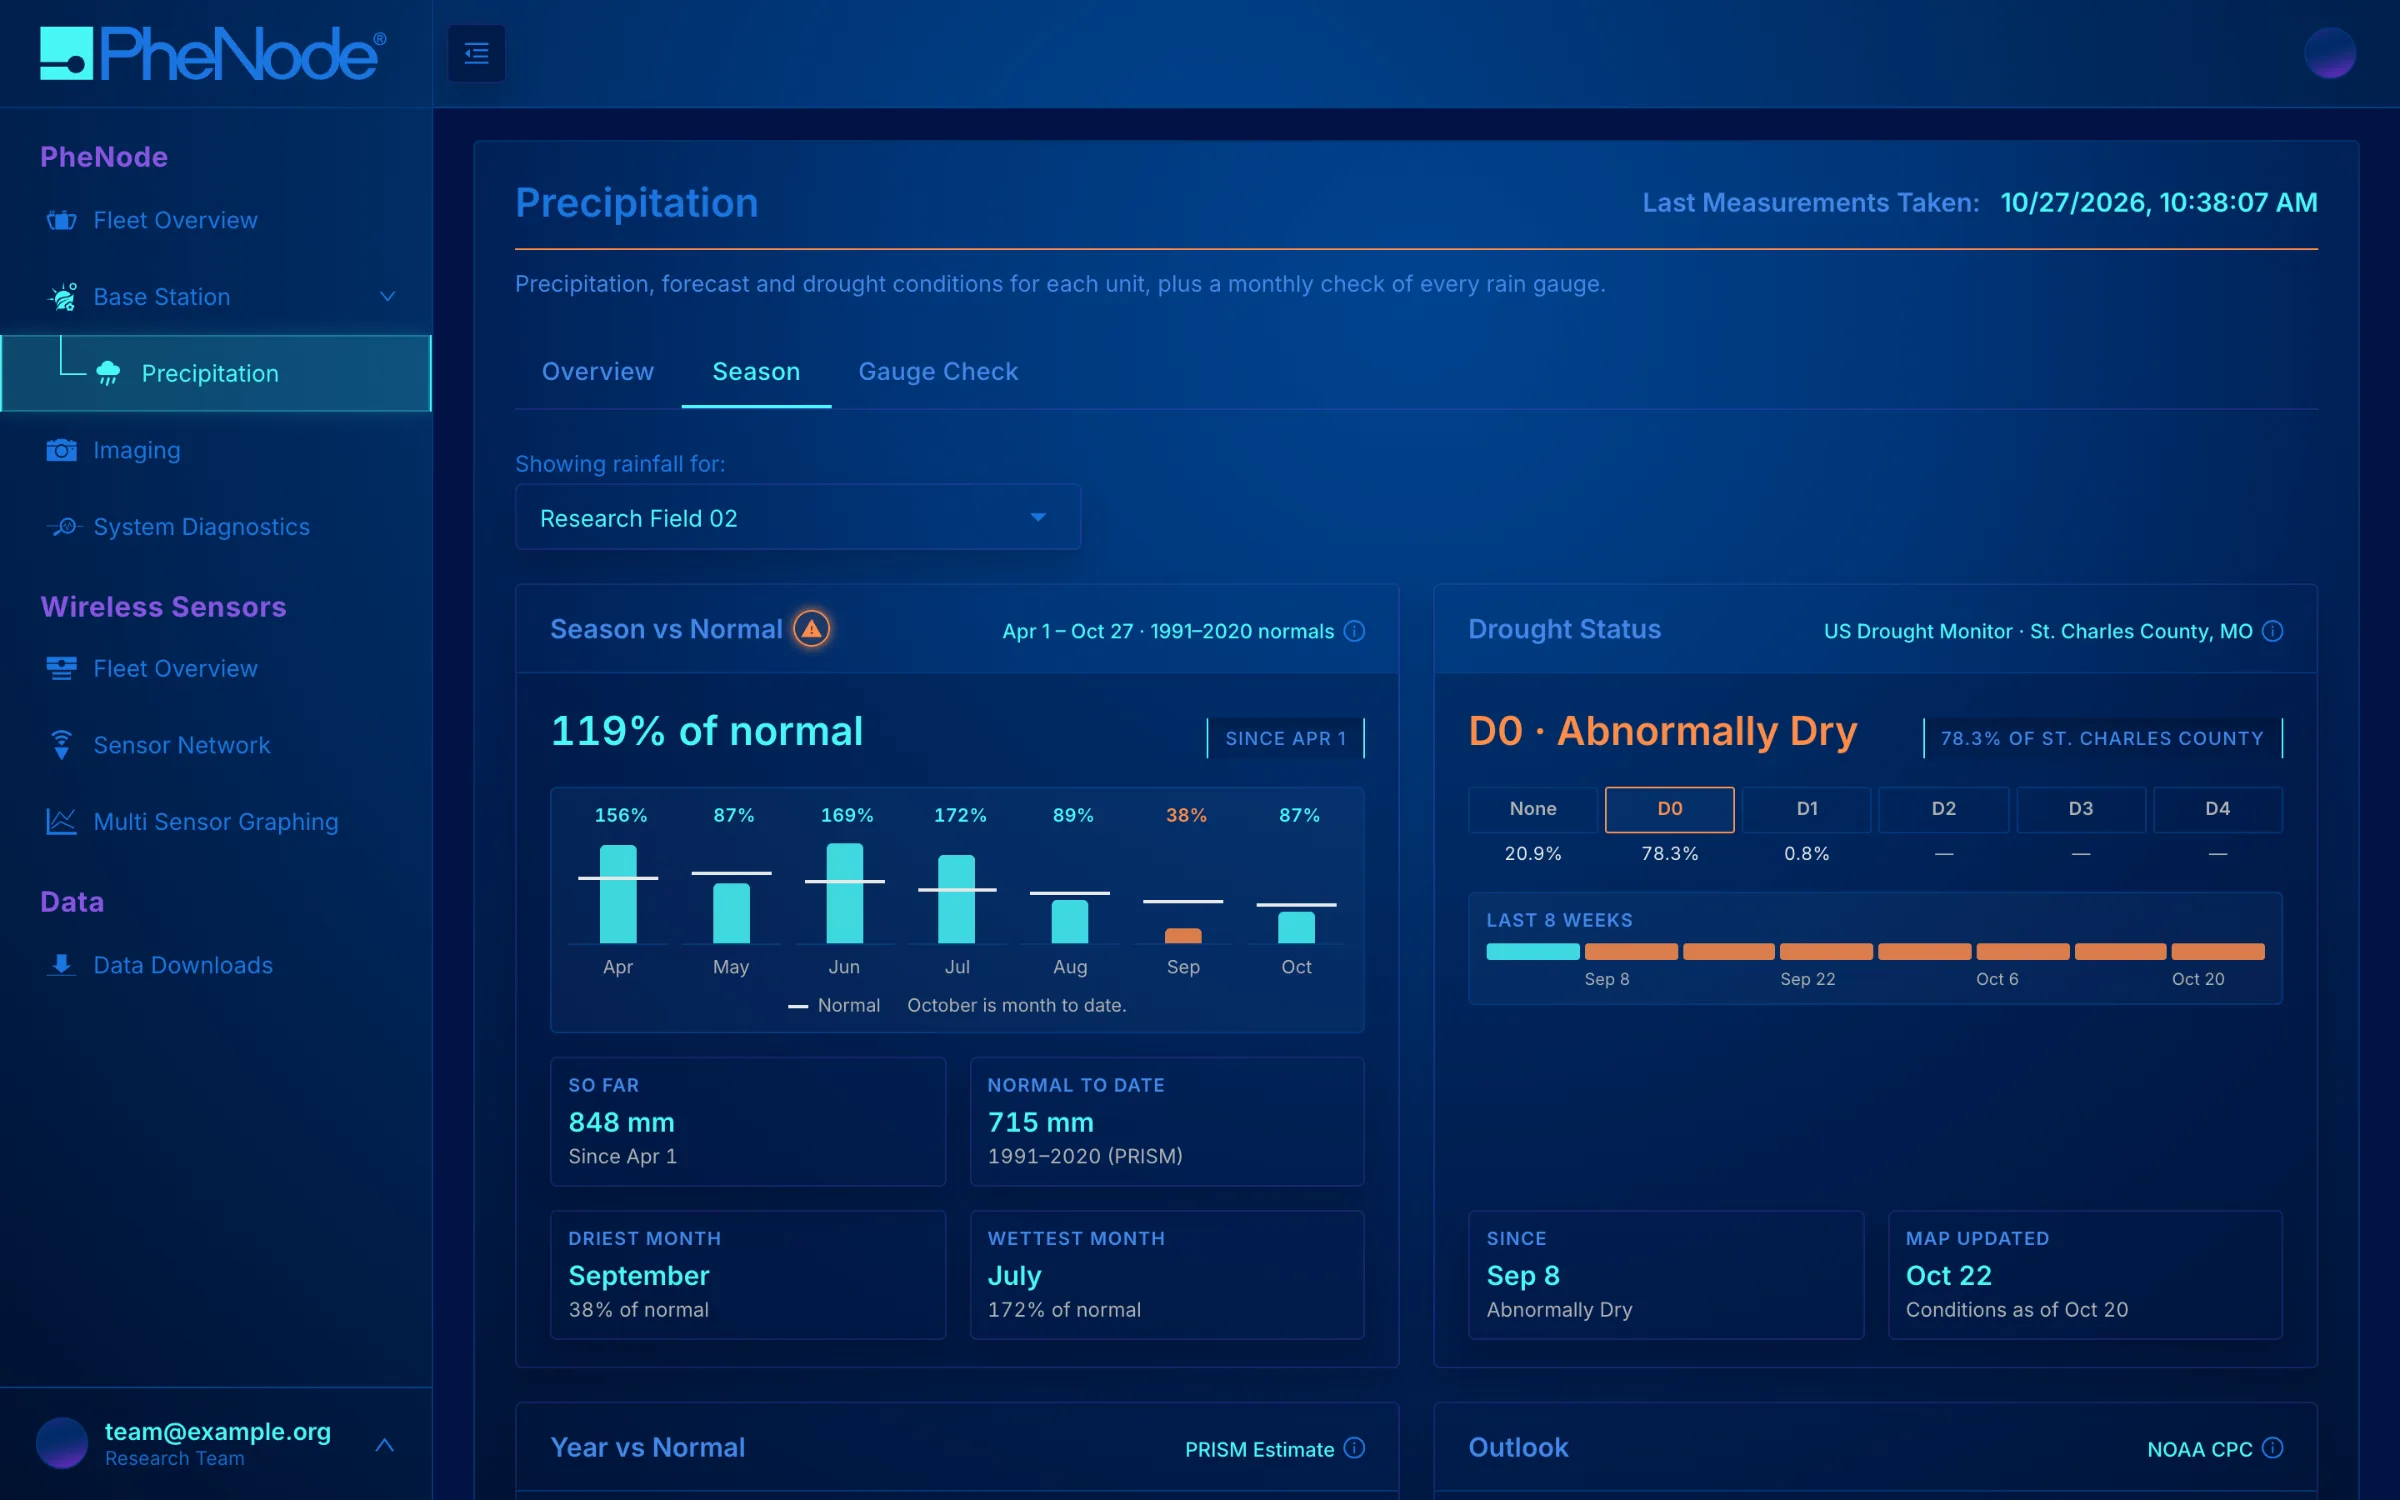 PheNode®
PheNode
Fleet Overview
Base Station
Precipitation
Imaging
System Diagnostics
Wireless Sensors
Fleet Overview
Sensor Network
Multi Sensor Graphing
Data
Data Downloads
team@example.org
Research Team
Precipitation
Last Measurements Taken: 10/27/2026, 10:38:07 AM
Precipitation, forecast and drought conditions for each unit, plus a monthly check of every rain gauge.
Overview Season Gauge Check
Showing rainfall for:
Research Field 02
Season vs Normal
Apr 1 – Oct 27 · 1991–2020 normals
119% of normal
SINCE APR 1
156% 87% 169% 172% 89% 38% 87%
Apr May Jun Jul Aug Sep Oct
Normal October is month to date.
SO FAR
848 mm
Since Apr 1
NORMAL TO DATE
715 mm
1991–2020 (PRISM)
DRIEST MONTH
September
38% of normal
WETTEST MONTH
July
172% of normal
Drought Status
US Drought Monitor · St. Charles County, MO
D0 · Abnormally Dry
78.3% OF ST. CHARLES COUNTY
None D0 D1 D2 D3 D4
20.9% 78.3% 0.8% — — —
LAST 8 WEEKS
Sep 8 Sep 22 Oct 6 Oct 20
SINCE
Sep 8
Abnormally Dry
MAP UPDATED
Oct 22
Conditions as of Oct 20
Year vs Normal
PRISM Estimate
Outlook
NOAA CPC